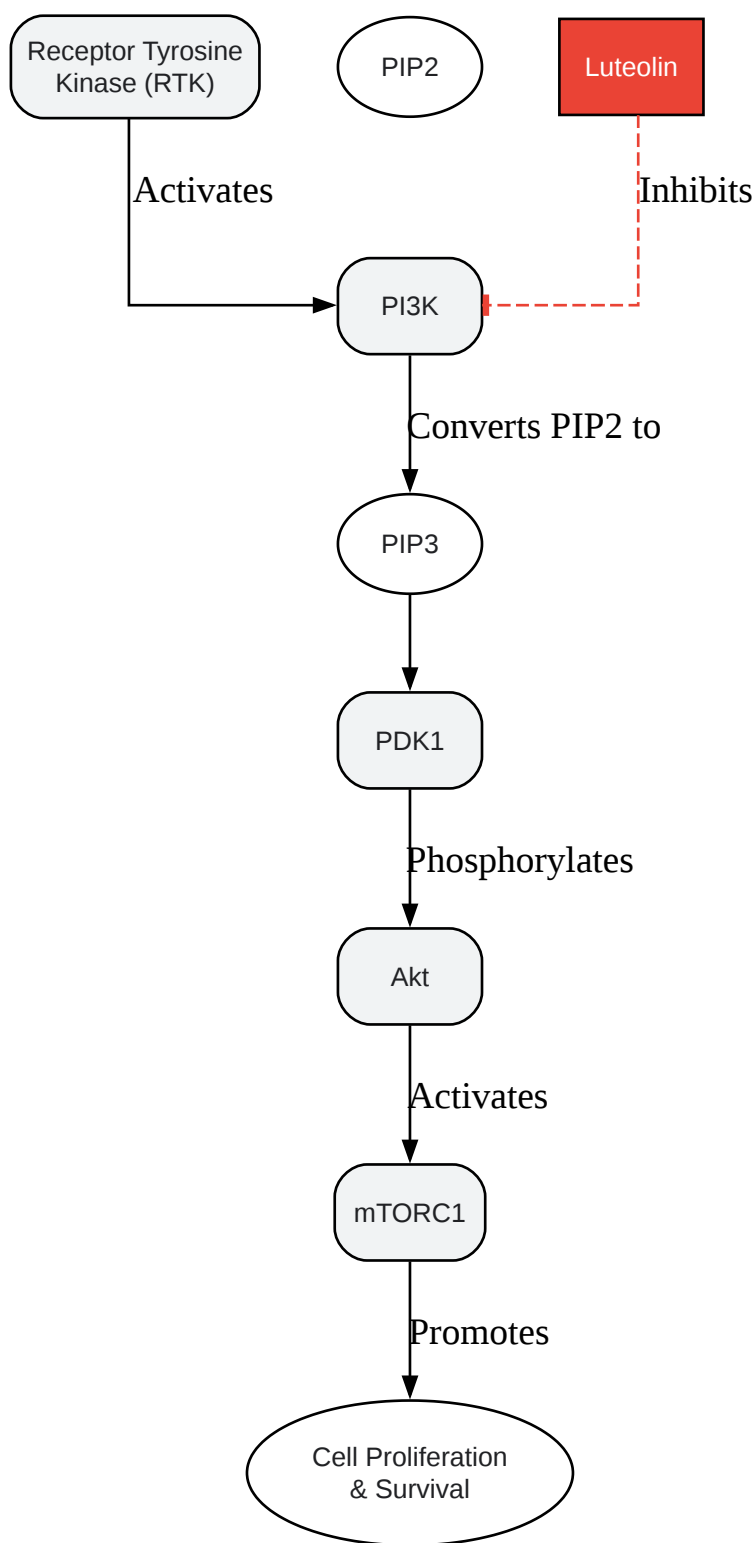 Receptor Tyrosine
Kinase (RTK)
PIP2
Luteolin
Activates
Inhibits
PI3K
Converts PIP2 to
PIP3
PDK1
Phosphorylates
Akt
Activates
mTORC1
Promotes
Cell Proliferation
& Survival